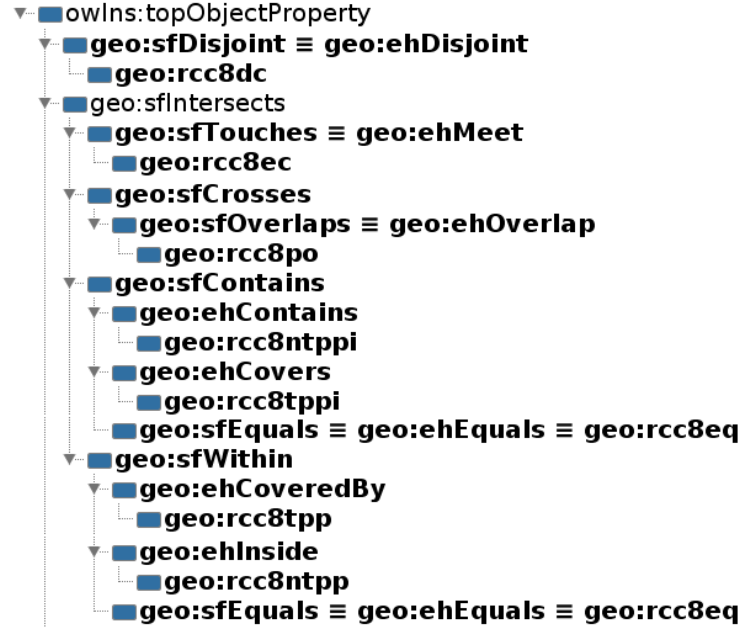 owlns:topObjectProperty
geo:sfDisjoint ≡ geo:ehDisjoint
geo:rcc8dc
geo:sfIntersects
geo:sfTouches ≡ geo:ehMeet
geo:rcc8ec
geo:sfCrosses
geo:sfOverlaps ≡ geo:ehOverlap
geo:rcc8po
geo:sfContains
geo:ehContains
geo:rcc8ntppi
geo:ehCovers
geo:rcc8tppi
geo:sfEquals ≡ geo:ehEquals ≡ geo:rcc8eq
geo:sfWithin
geo:ehCoveredBy
geo:rcc8tpp
geo:ehInside
geo:rcc8ntpp
geo:sfEquals ≡ geo:ehEquals ≡ geo:rcc8eq